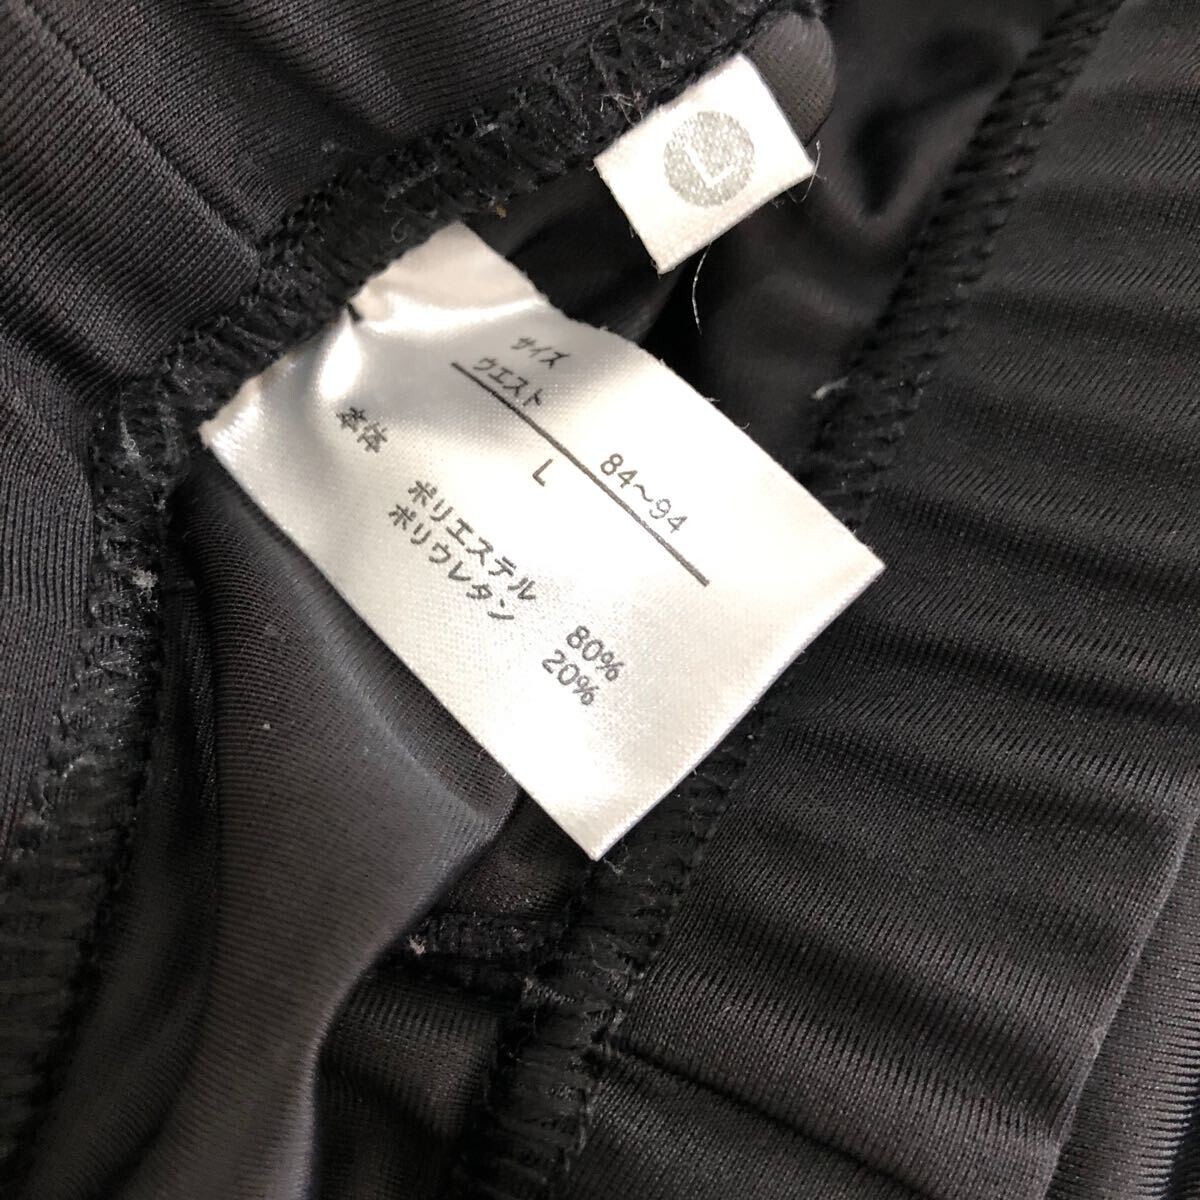 L
サイズ
ウエスト 84〜94
L
本体 ポリエステル 80%
ポリウレタン 20%